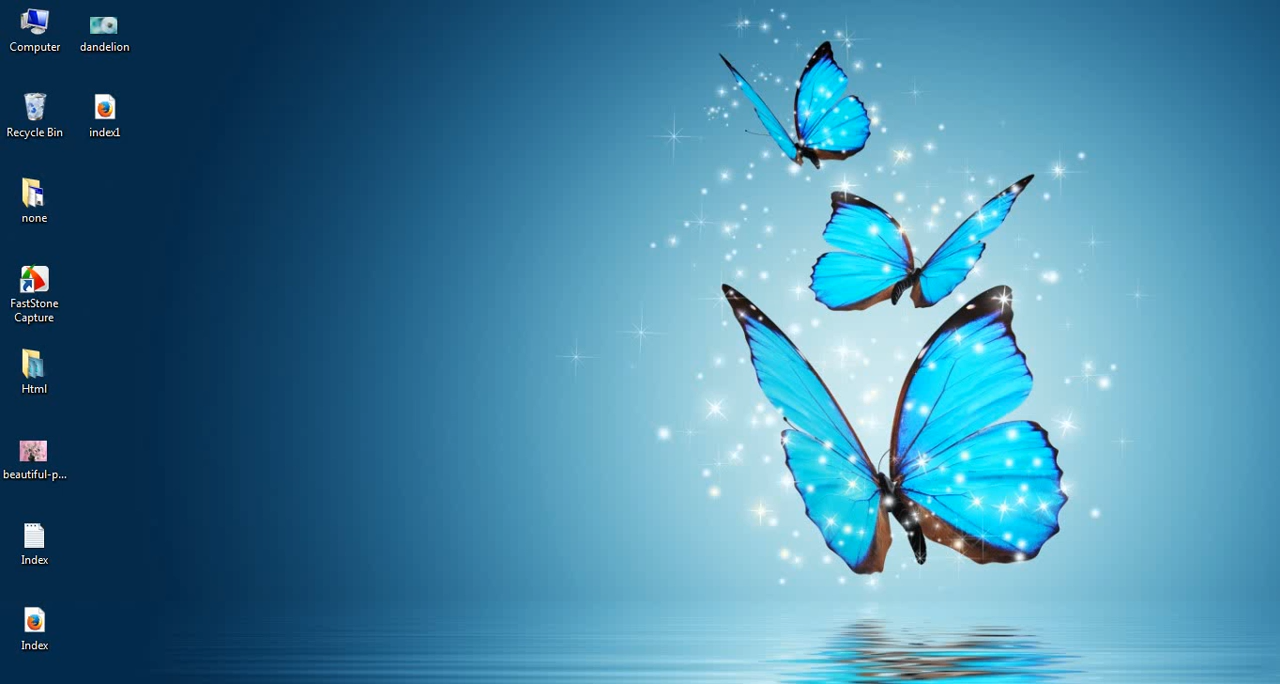 Computer
dandelion
Recycle Bin
index1
none
FastStone
Capture
Html
beautiful-p...
Index
Index